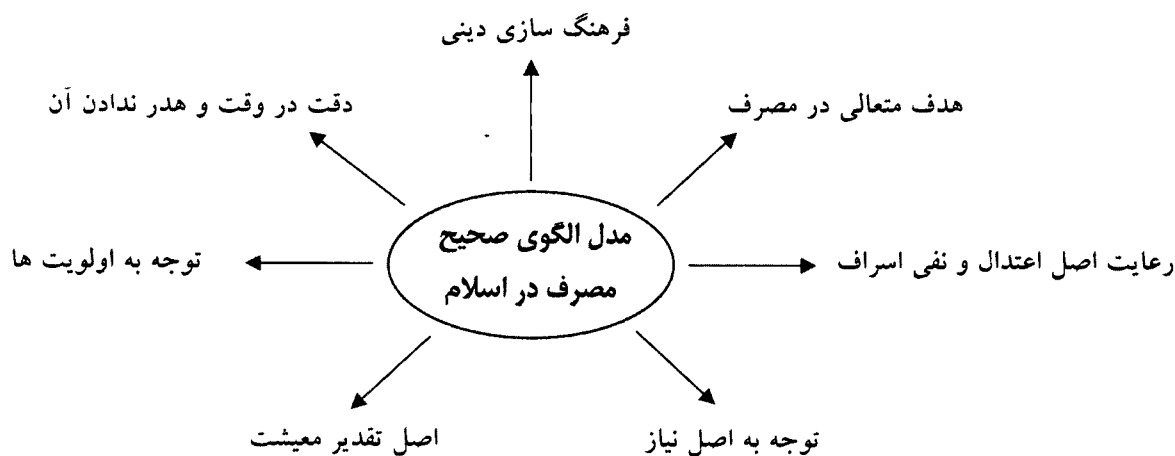 فرهنگ سازی دینی
هدف متعالی در مصرف
دقت در وقت و هدر ندادن آن
مدل الگوی صحیح
مصرف در اسلام
رعایت اصل اعتدال و نفی اسراف
توجه به اولویت ها
توجه به اصل نیاز
اصل تقدیر معیشت